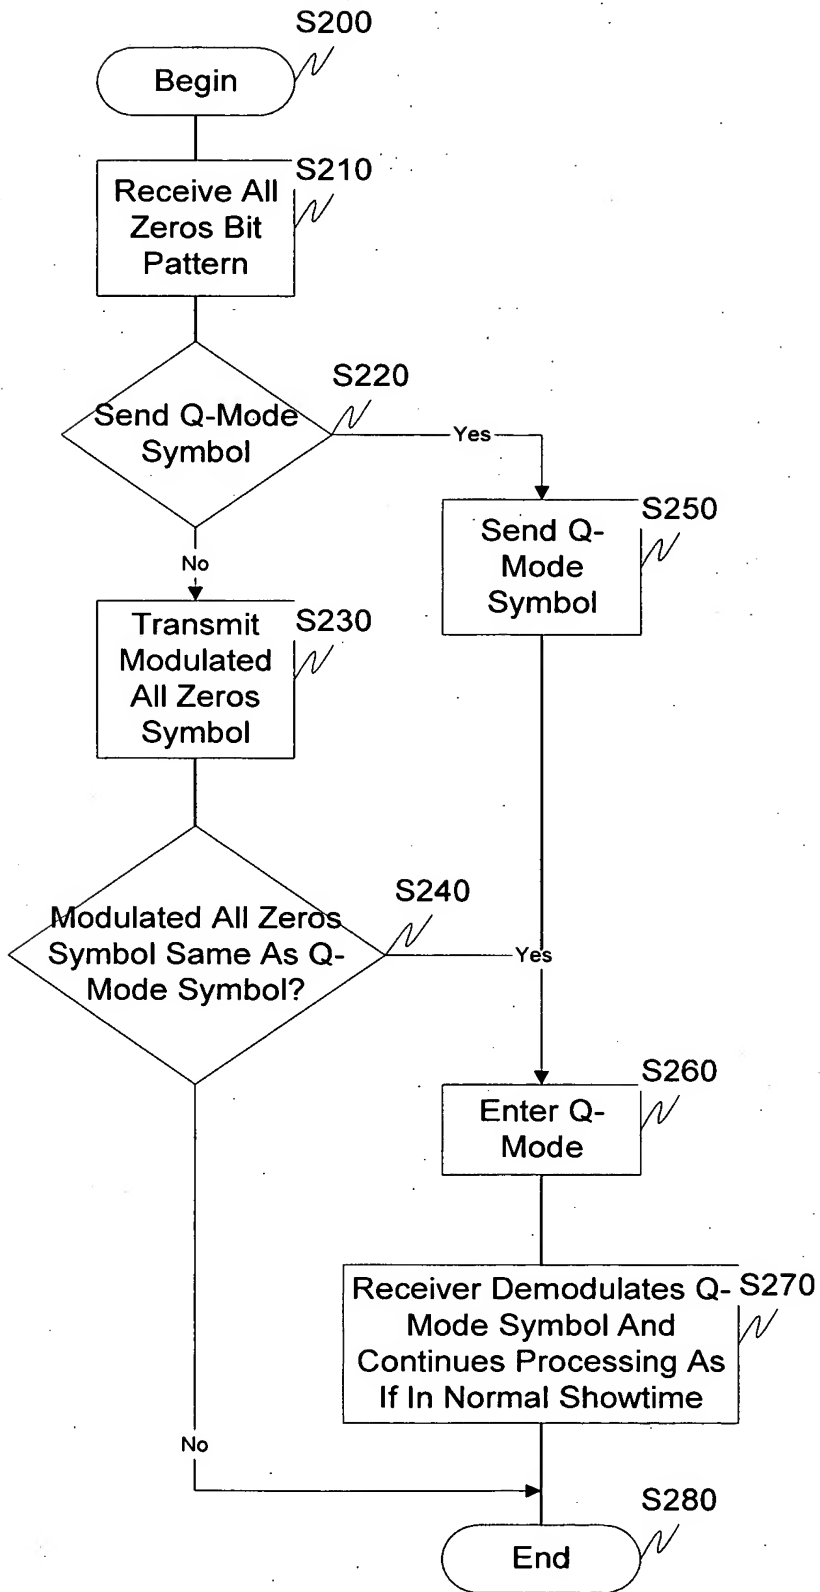 S200
Begin
S210
Receive All
Zeros Bit
Pattern
S220
Send Q-Mode
Symbol
Yes
No
S250
Send Q-
Mode
Symbol
S230
Transmit
Modulated
All Zeros
Symbol
S240
Modulated All Zeros
Symbol Same As Q-
Mode Symbol?
Yes
No
S260
Enter Q-
Mode
S270
Receiver Demodulates Q-
Mode Symbol And
Continues Processing As
If In Normal Showtime
S280
End